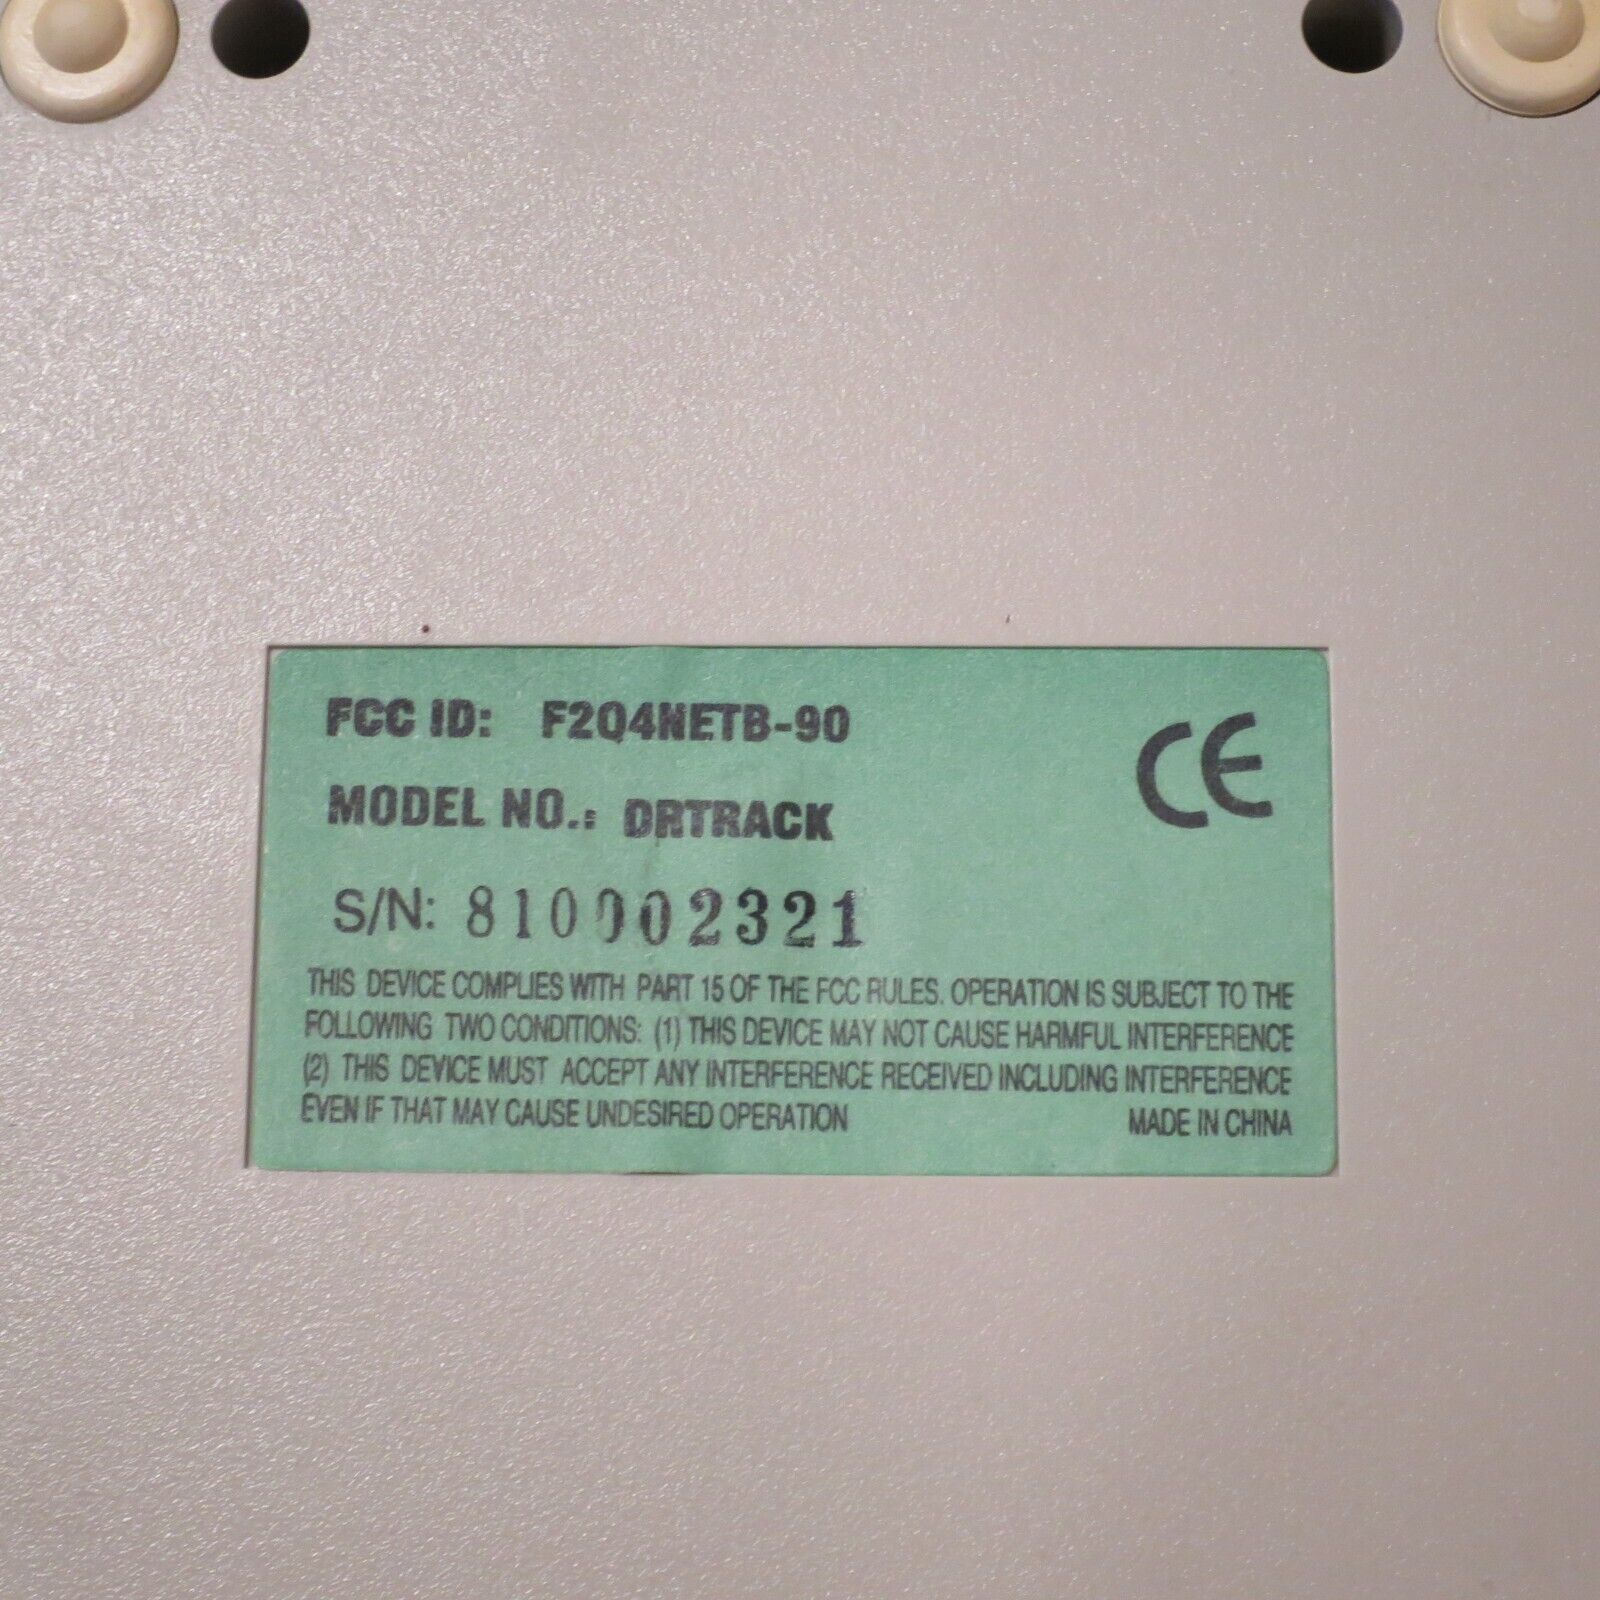 FCC ID: F2Q4NETB-90
CE
MODEL NO.: DRTRACK
S/N: 810002321
THIS DEVICE COMPLIES WITH PART 15 OF THE FCC RULES. OPERATION IS SUBJECT TO THE
FOLLOWING TWO CONDITIONS: (1) THIS DEVICE MAY NOT CAUSE HARMFUL INTERFERENCE
(2) THIS DEVICE MUST ACCEPT ANY INTERFERENCE RECEIVED INCLUDING INTERFERENCE
EVEN IF THAT MAY CAUSE UNDESIRED OPERATION MADE IN CHINA